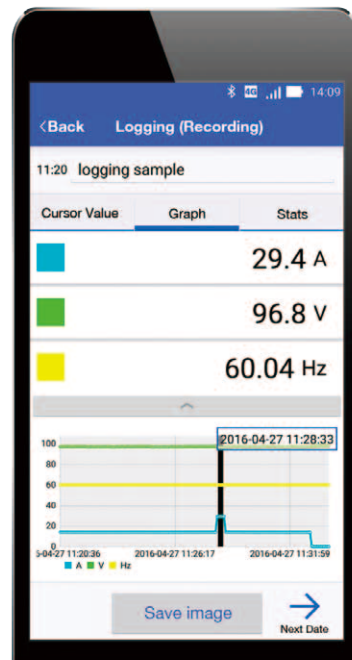 4G 14:09
<Back Logging (Recording)
11:20 logging sample
Cursor Value Graph Stats
29.4 A
96.8 V
60.04 Hz
2016-04-27 11:28:33
100
80
60
40
20
0
5-04-27 11:20:36 2016-04-27 11:26:17 2016-04-27 11:31:59
A V Hz
Save image
Next Date